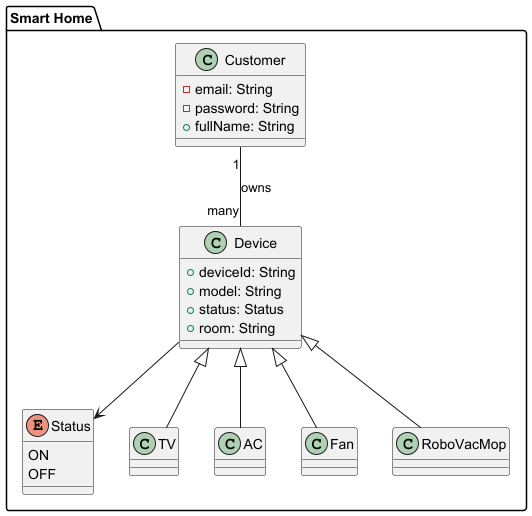 Smart Home
C Customer
email: String
password: String
fullName: String
1
owns
many
C Device
deviceId: String
model: String
status: Status
room: String
E Status
ON
OFF
C TV
C AC
C Fan
C RoboVacMop